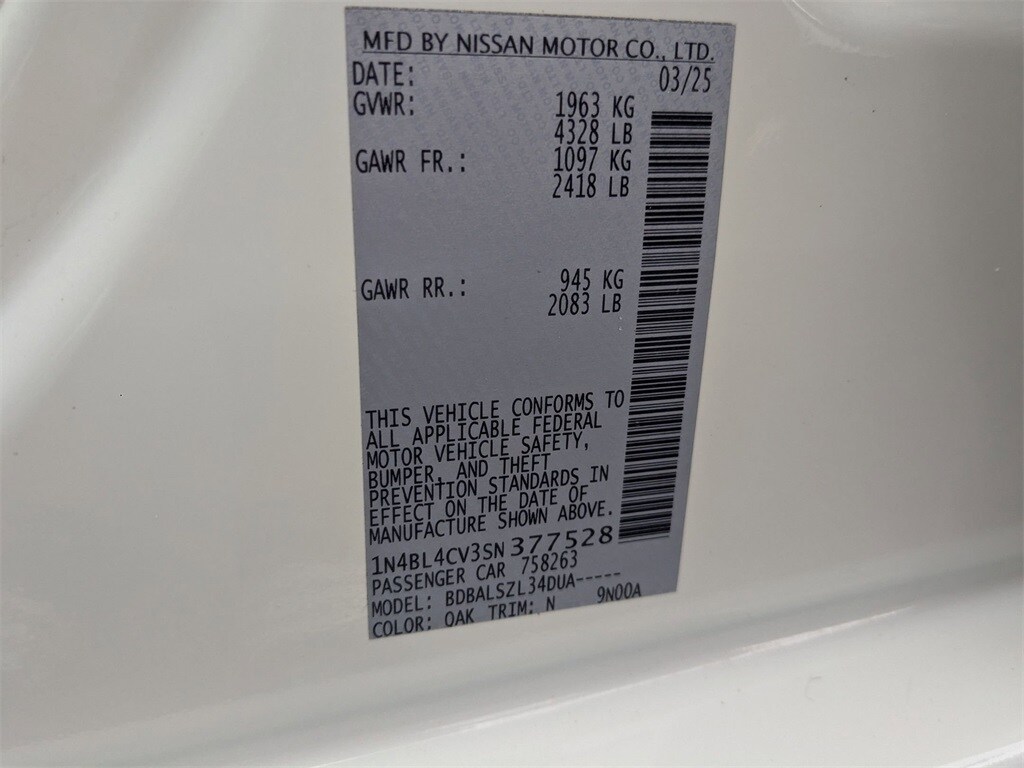 MFD BY NISSAN MOTOR CO., LTD.
DATE: 03/25
GVWR: 1963 KG
4328 LB
GAWR FR.: 1097 KG
2418 LB
GAWR RR.: 945 KG
2083 LB
THIS VEHICLE CONFORMS TO
ALL APPLICABLE FEDERAL
MOTOR VEHICLE SAFETY,
BUMPER, AND THEFT
PREVENTION STANDARDS IN
EFFECT ON THE DATE OF
MANUFACTURE SHOWN ABOVE.
1N4BL4CV3SN377528
PASSENGER CAR 758263
MODEL: BDBALSZL34DUA-----
COLOR: QAK TRIM: N 9N00A